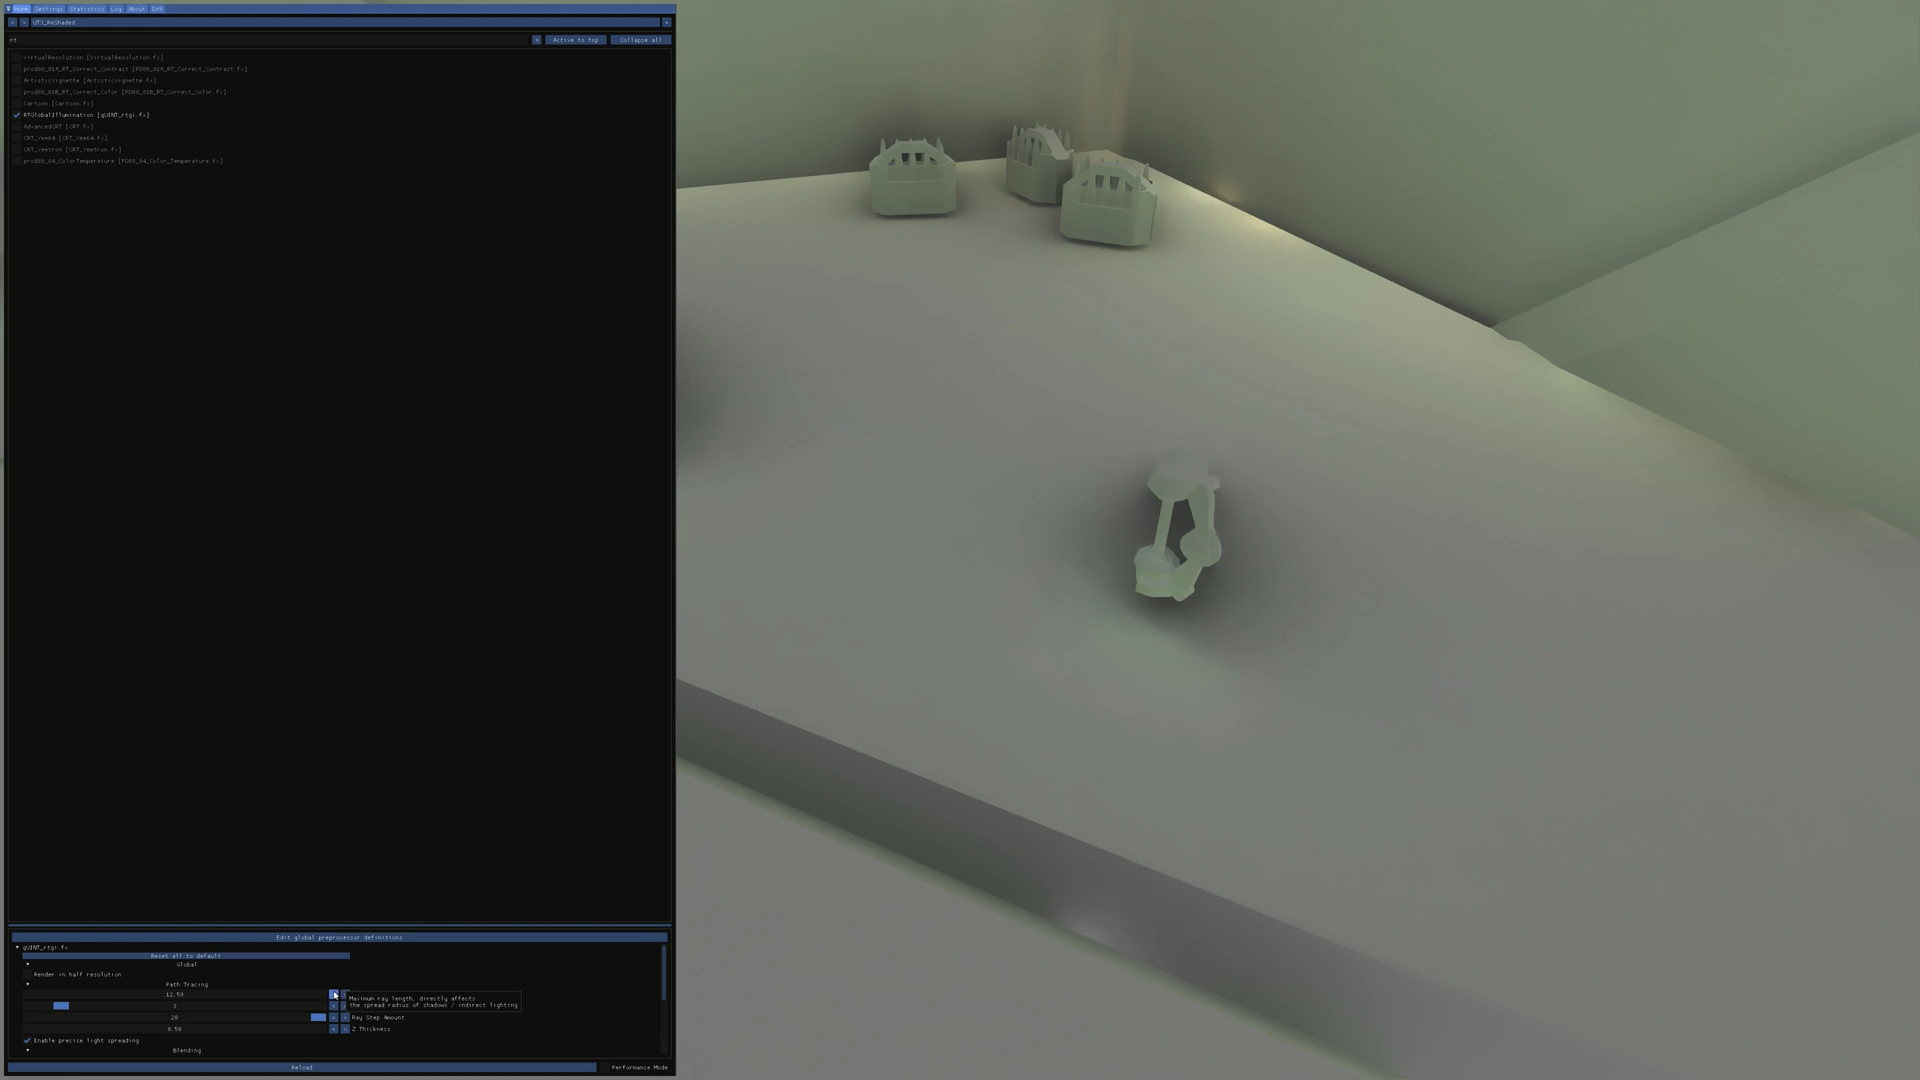 Home Settings Statistics Log About DX9
< > UT3_ReShaded +
rt x Active to top Collapse all
VirtualResolution [VirtualResolution.fx]
prod80_01A_RT_Correct_Contrast [PD80_01A_RT_Correct_Contrast.fx]
ArtisticVignette [ArtisticVignette.fx]
prod80_01B_RT_Correct_Color [PD80_01B_RT_Correct_Color.fx]
Cartoon [Cartoon.fx]
RTGlobalIllumination [qUINT_rtgi.fx]
AdvancedCRT [CRT.fx]
CRT_Yee64 [CRT_Yee64.fx]
CRT_Yeetron [CRT_Yeetron.fx]
prod80_04_ColorTemperature [PD80_04_Color_Temperature.fx]
Edit global preprocessor definitions
qUINT_rtgi.fx
Reset all to default
Global
Render in half resolution
Path Tracing
12.59
Maximum ray length, directly affects
the spread radius of shadows / indirect lighting
3
20 < > Ray Step Amount
0.50 < > Z Thickness
Enable precise light spreading
Blending
Reload Performance Mode